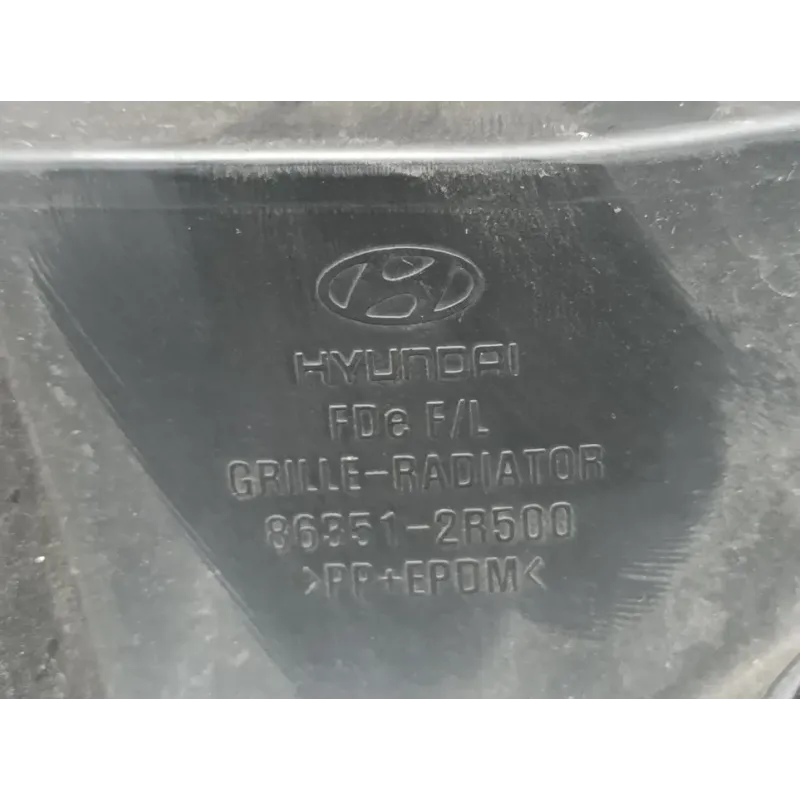 HYUNDAI
FDe F/L
GRILLE-RADIATOR
86351-2R500
>PP+EPDM<